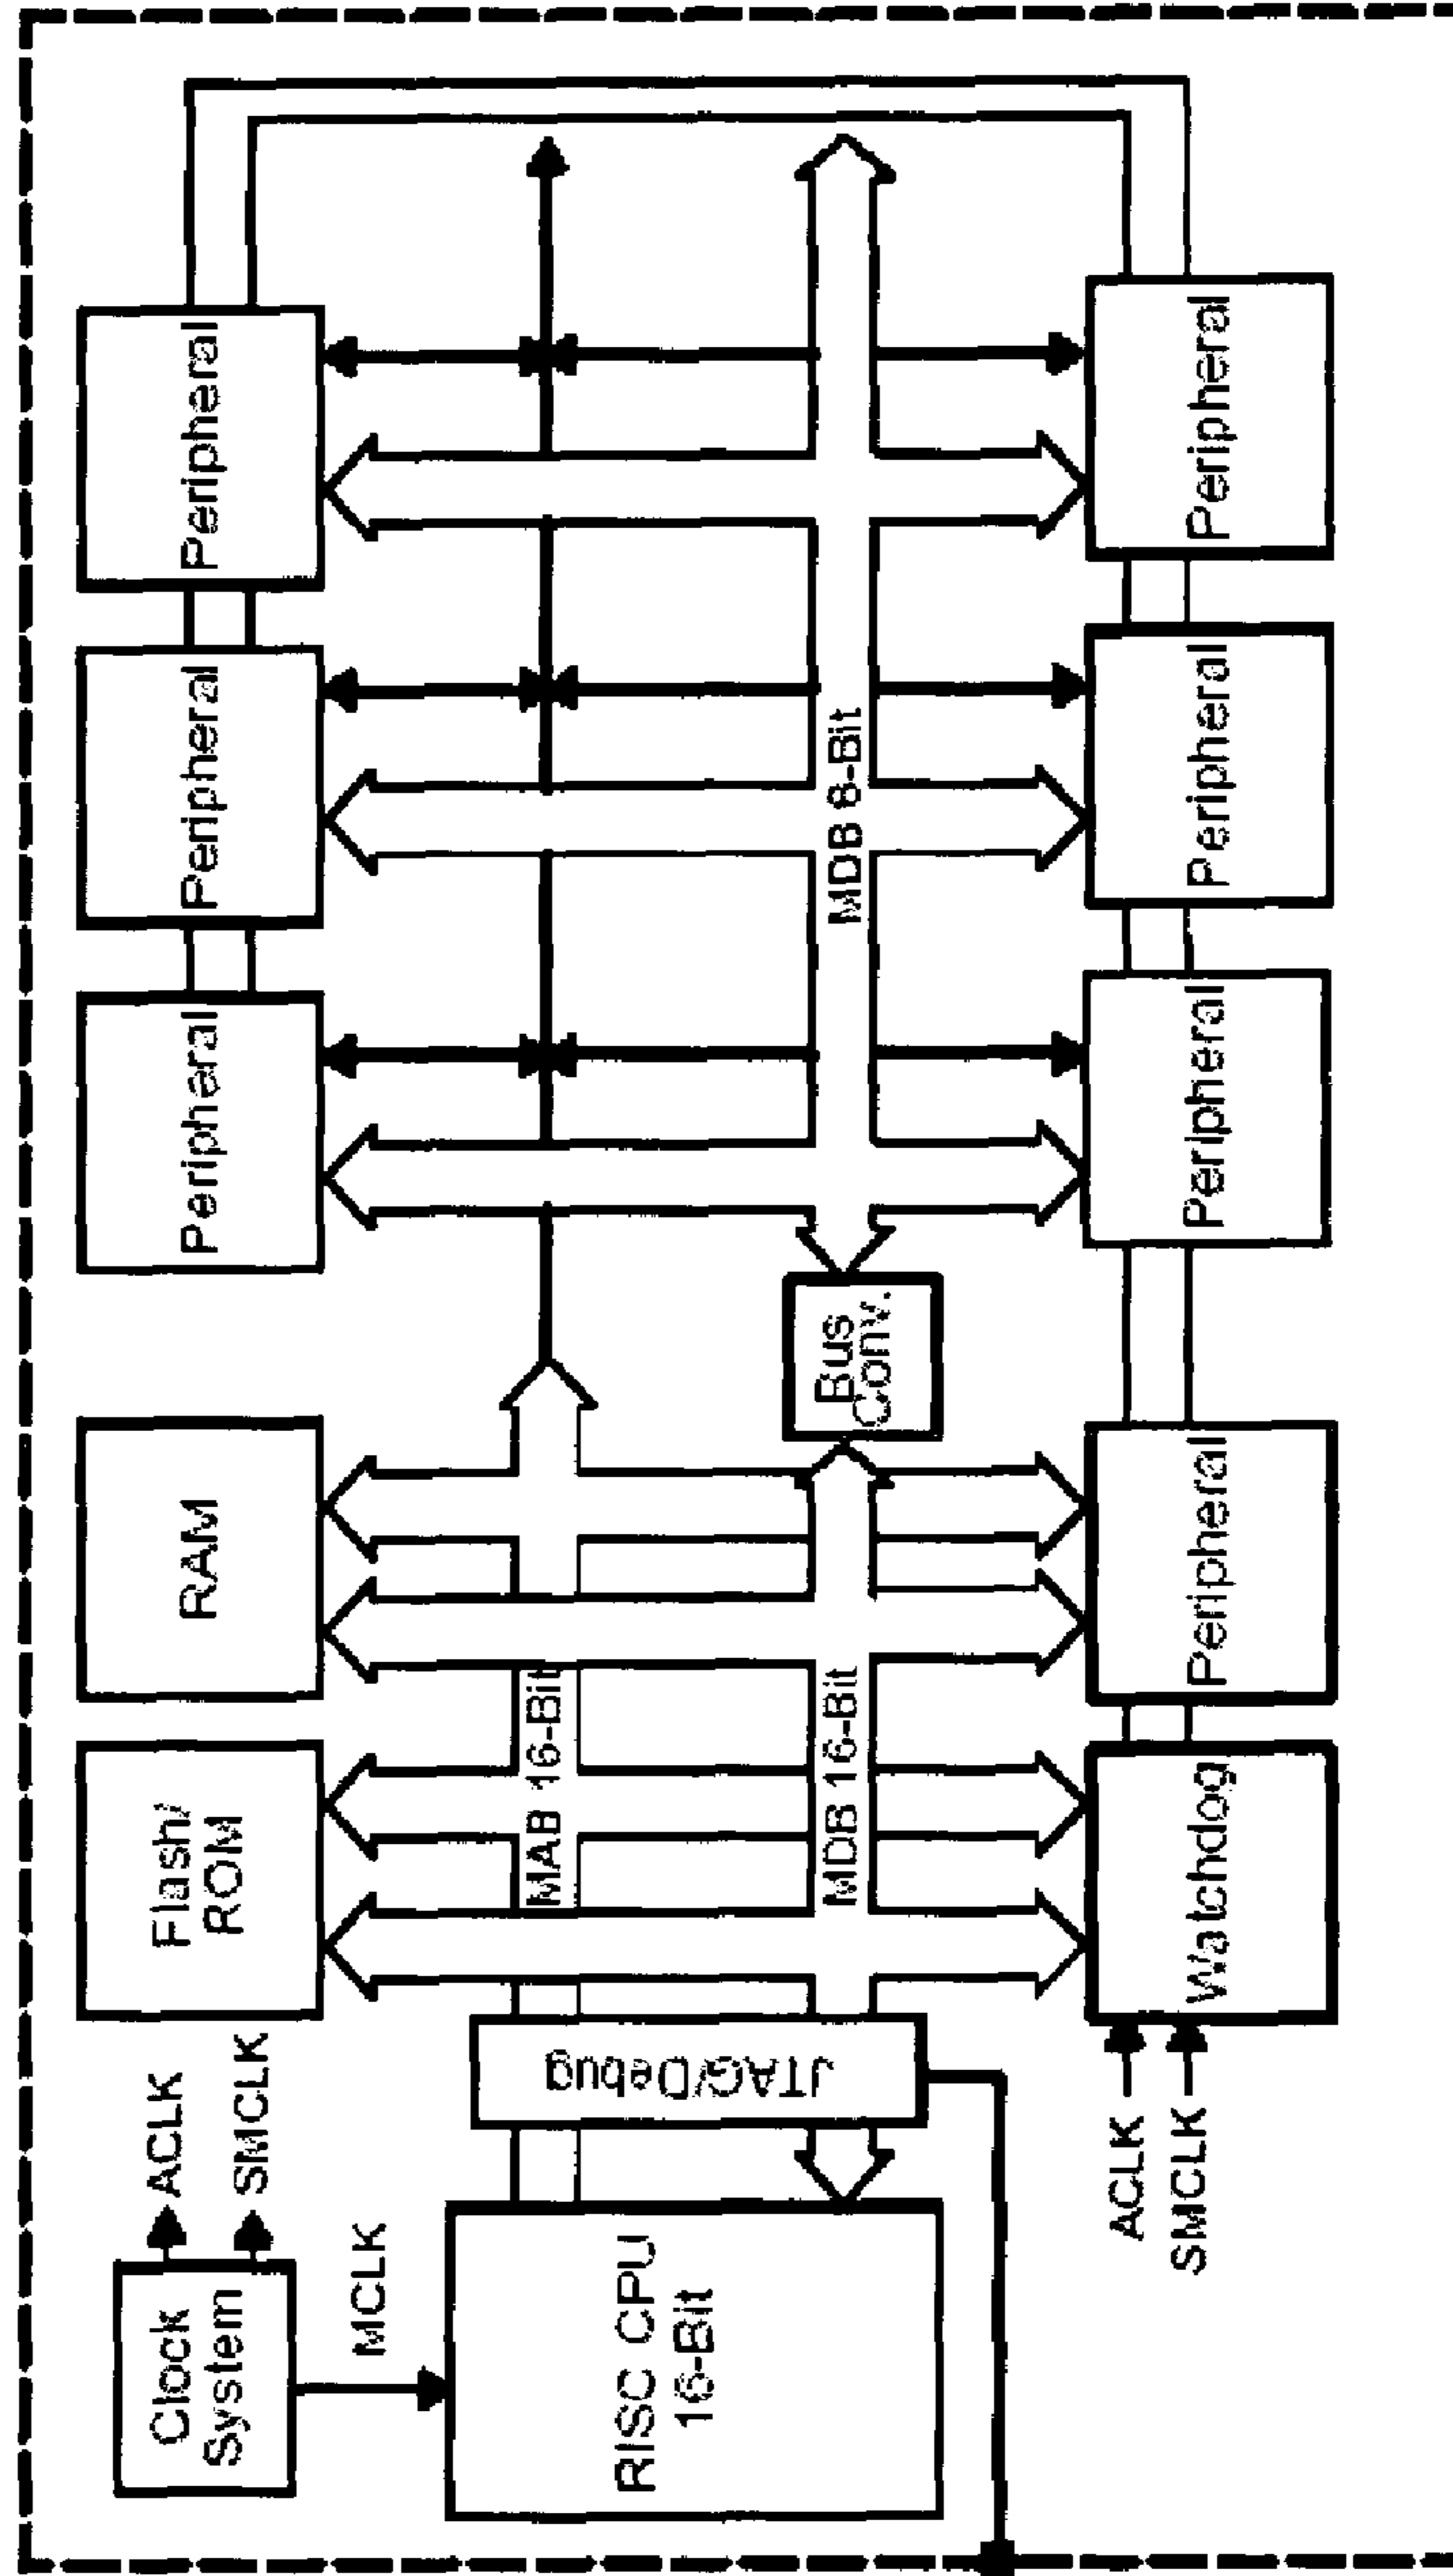 Clock
System
ACLK
SMCLK
Flash/
ROM
RAM
Peripheral
Peripheral
Peripheral
MCLK
RISC CPU
16-Bit
JTAG/Debug
MAB 16-Bit
MDB 16-Bit
Bus
Conv.
MDB 8-Bit
ACLK
SMCLK
Watchdog
Peripheral
Peripheral
Peripheral
Peripheral